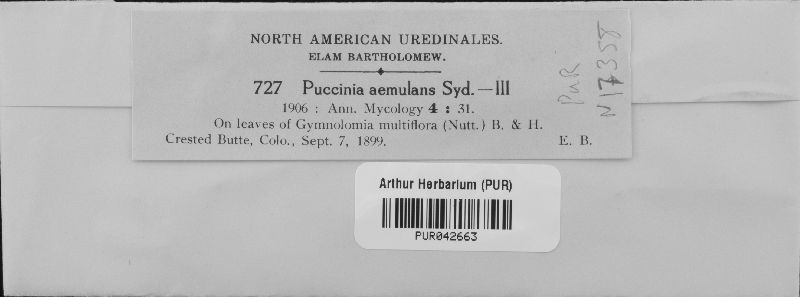 NORTH AMERICAN UREDINALES.
ELAM BARTHOLOMEW.
727 Puccinia aemulans Syd.—III
1906 : Ann. Mycology 4 : 31.
On leaves of Gymnolomia multiflora (Nutt.) B. & H.
Crested Butte, Colo., Sept. 7, 1899. E. B.
PUR
N17358
Arthur Herbarium (PUR)
PUR042663